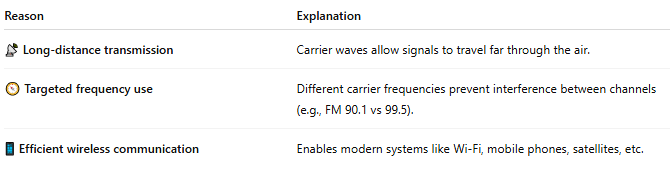 Reason Explanation
📡 Long-distance transmission Carrier waves allow signals to travel far through the air.
🧭 Targeted frequency use Different carrier frequencies prevent interference between channels
(e.g., FM 90.1 vs 99.5).
📱 Efficient wireless communication Enables modern systems like Wi-Fi, mobile phones, satellites, etc.